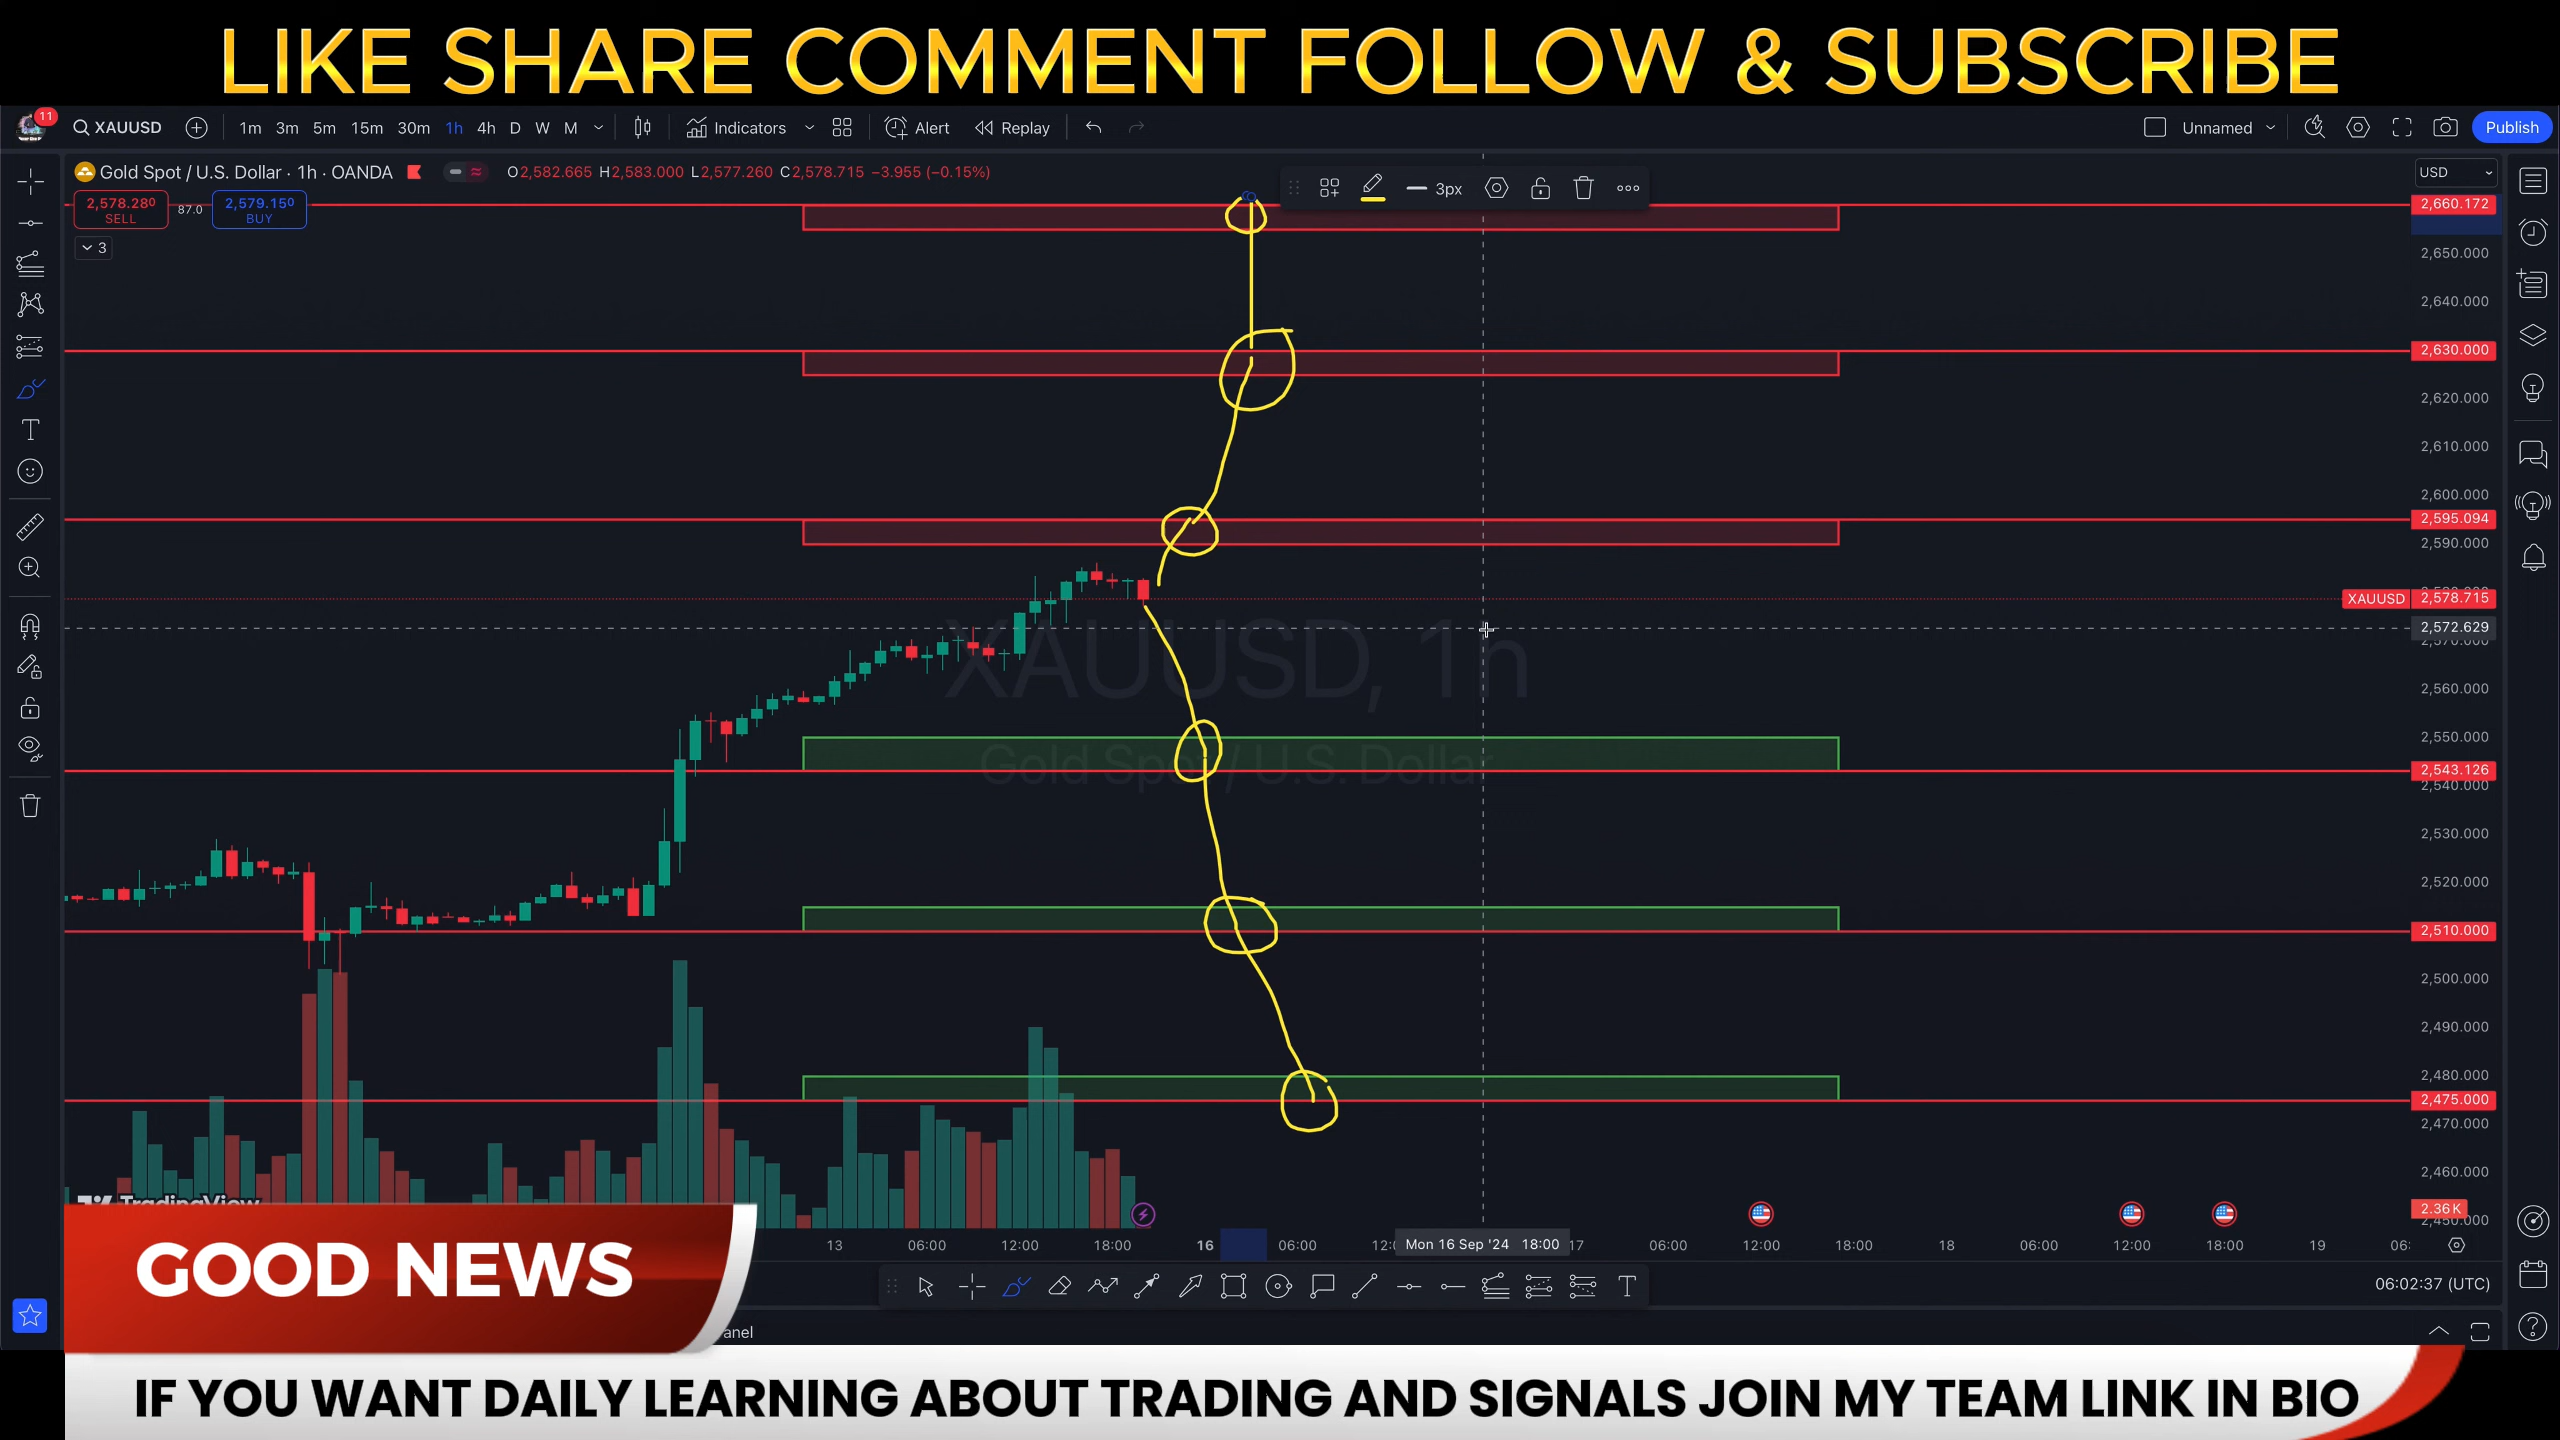 LIKE SHARE COMMENT FOLLOW & SUBSCRIBE
11
XAUUSD 1m 3m 5m 15m 30m 1h 4h D W M Indicators Alert Replay Unnamed Publish
Gold Spot / U.S. Dollar · 1h · OANDA O2,582.665 H2,583.000 L2,577.260 C2,578.715 −3.955 (−0.15%)
3px
USD
2,578.280 SELL
87.0
2,579.150 BUY
3
2,660.172
2,650.000
2,640.000
2,630.000
2,620.000
2,610.000
2,600.000
2,595.094
2,590.000
XAUUSD 2,578.715
2,572.629
XAUUSD, 1h
2,560.000
2,550.000
Gold Spot / U.S. Dollar
2,543.126
2,540.000
2,530.000
2,520.000
2,510.000
2,500.000
2,490.000
2,480.000
2,475.000
2,470.000
2,460.000
TradingView
2.36K
2,450.000
13 06:00 12:00 18:00 16 06:00 Mon 16 Sep '24 18:00 17 06:00 12:00 18:00 18 06:00 12:00 18:00 19
06:02:37 (UTC)
GOOD NEWS
IF YOU WANT DAILY LEARNING ABOUT TRADING AND SIGNALS JOIN MY TEAM LINK IN BIO